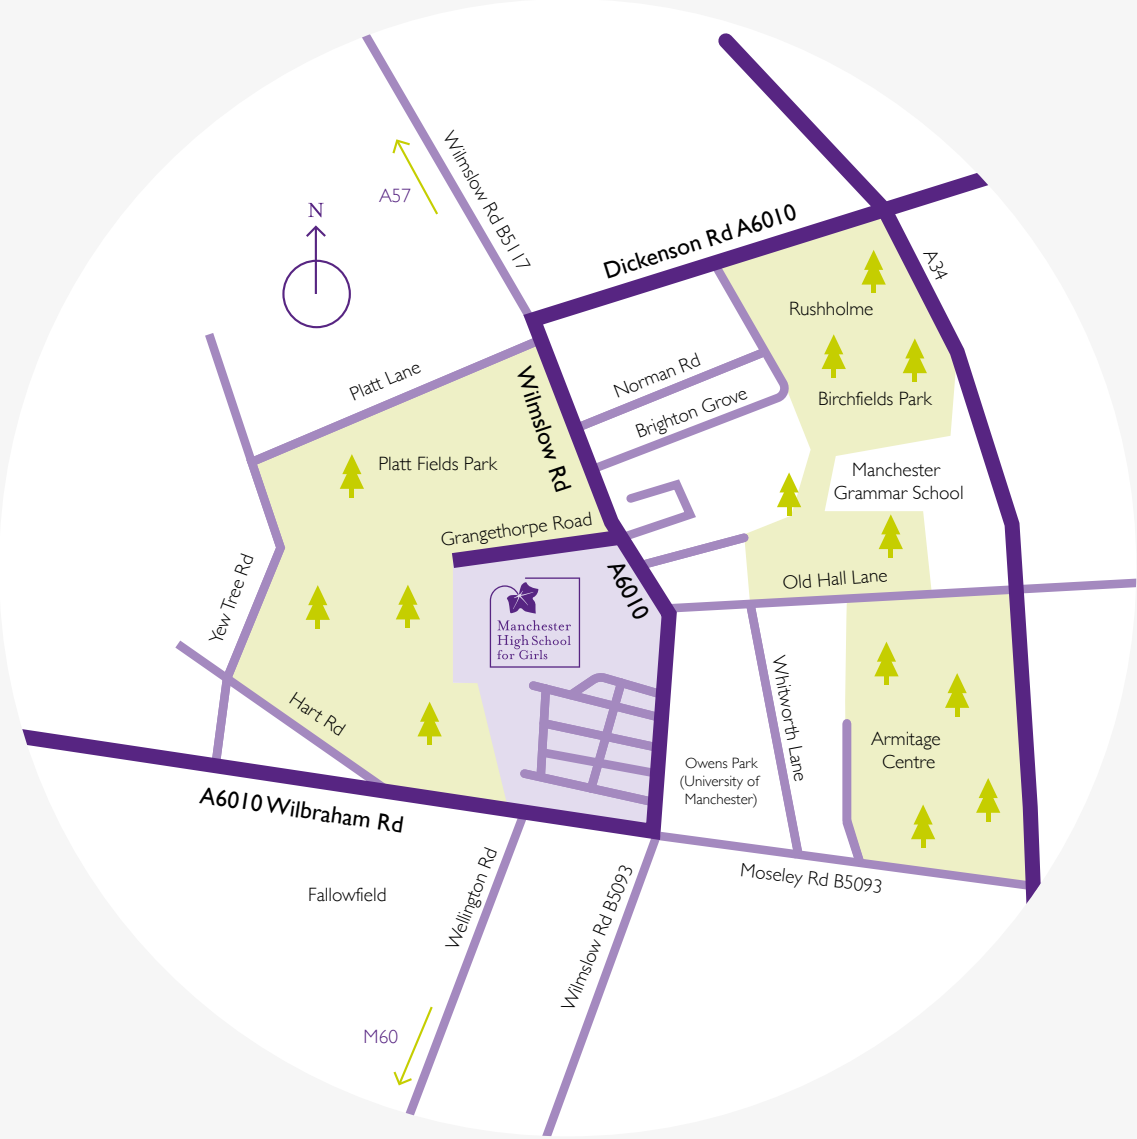 Wilmslow Rd B5117
A57
N
Dickenson Rd A6010
A34
Rushholme
Platt Lane
Norman Rd
Brighton Grove
Birchfields Park
Wilmslow Rd
Platt Fields Park
Manchester
Grammar School
Grangethorpe Road
A6010
Old Hall Lane
Yew Tree Rd
Manchester
High School
for Girls
Hart Rd
Whitworth Lane
Armitage
Centre
Owens Park
(University of
Manchester)
A6010 Wilbraham Rd
Moseley Rd B5093
Fallowfield
Wellington Rd
Wilmslow Rd B5093
M60